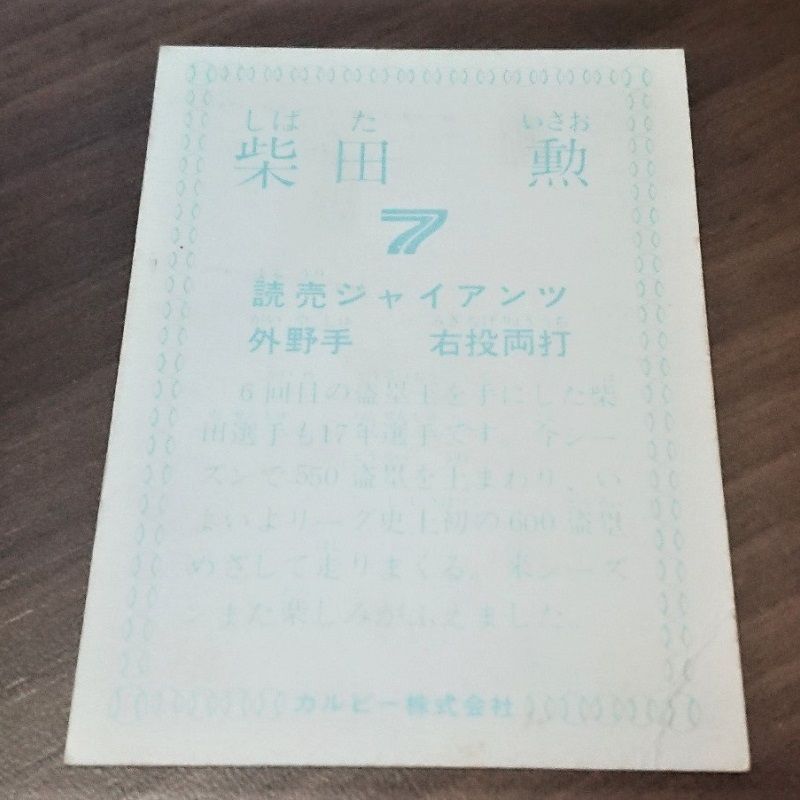 しばた いさお
柴田 勲
7
読売ジャイアンツ
外野手 右投両打
6回目の盗塁王を手にした柴
田選手も17年選手です。今シー
ズンで550盗塁を上まわり、い
よいよリーグ史上初の600盗塁
めざして走りまくる。来シーズ
ンまた楽しみがふえました。
カルビー株式会社